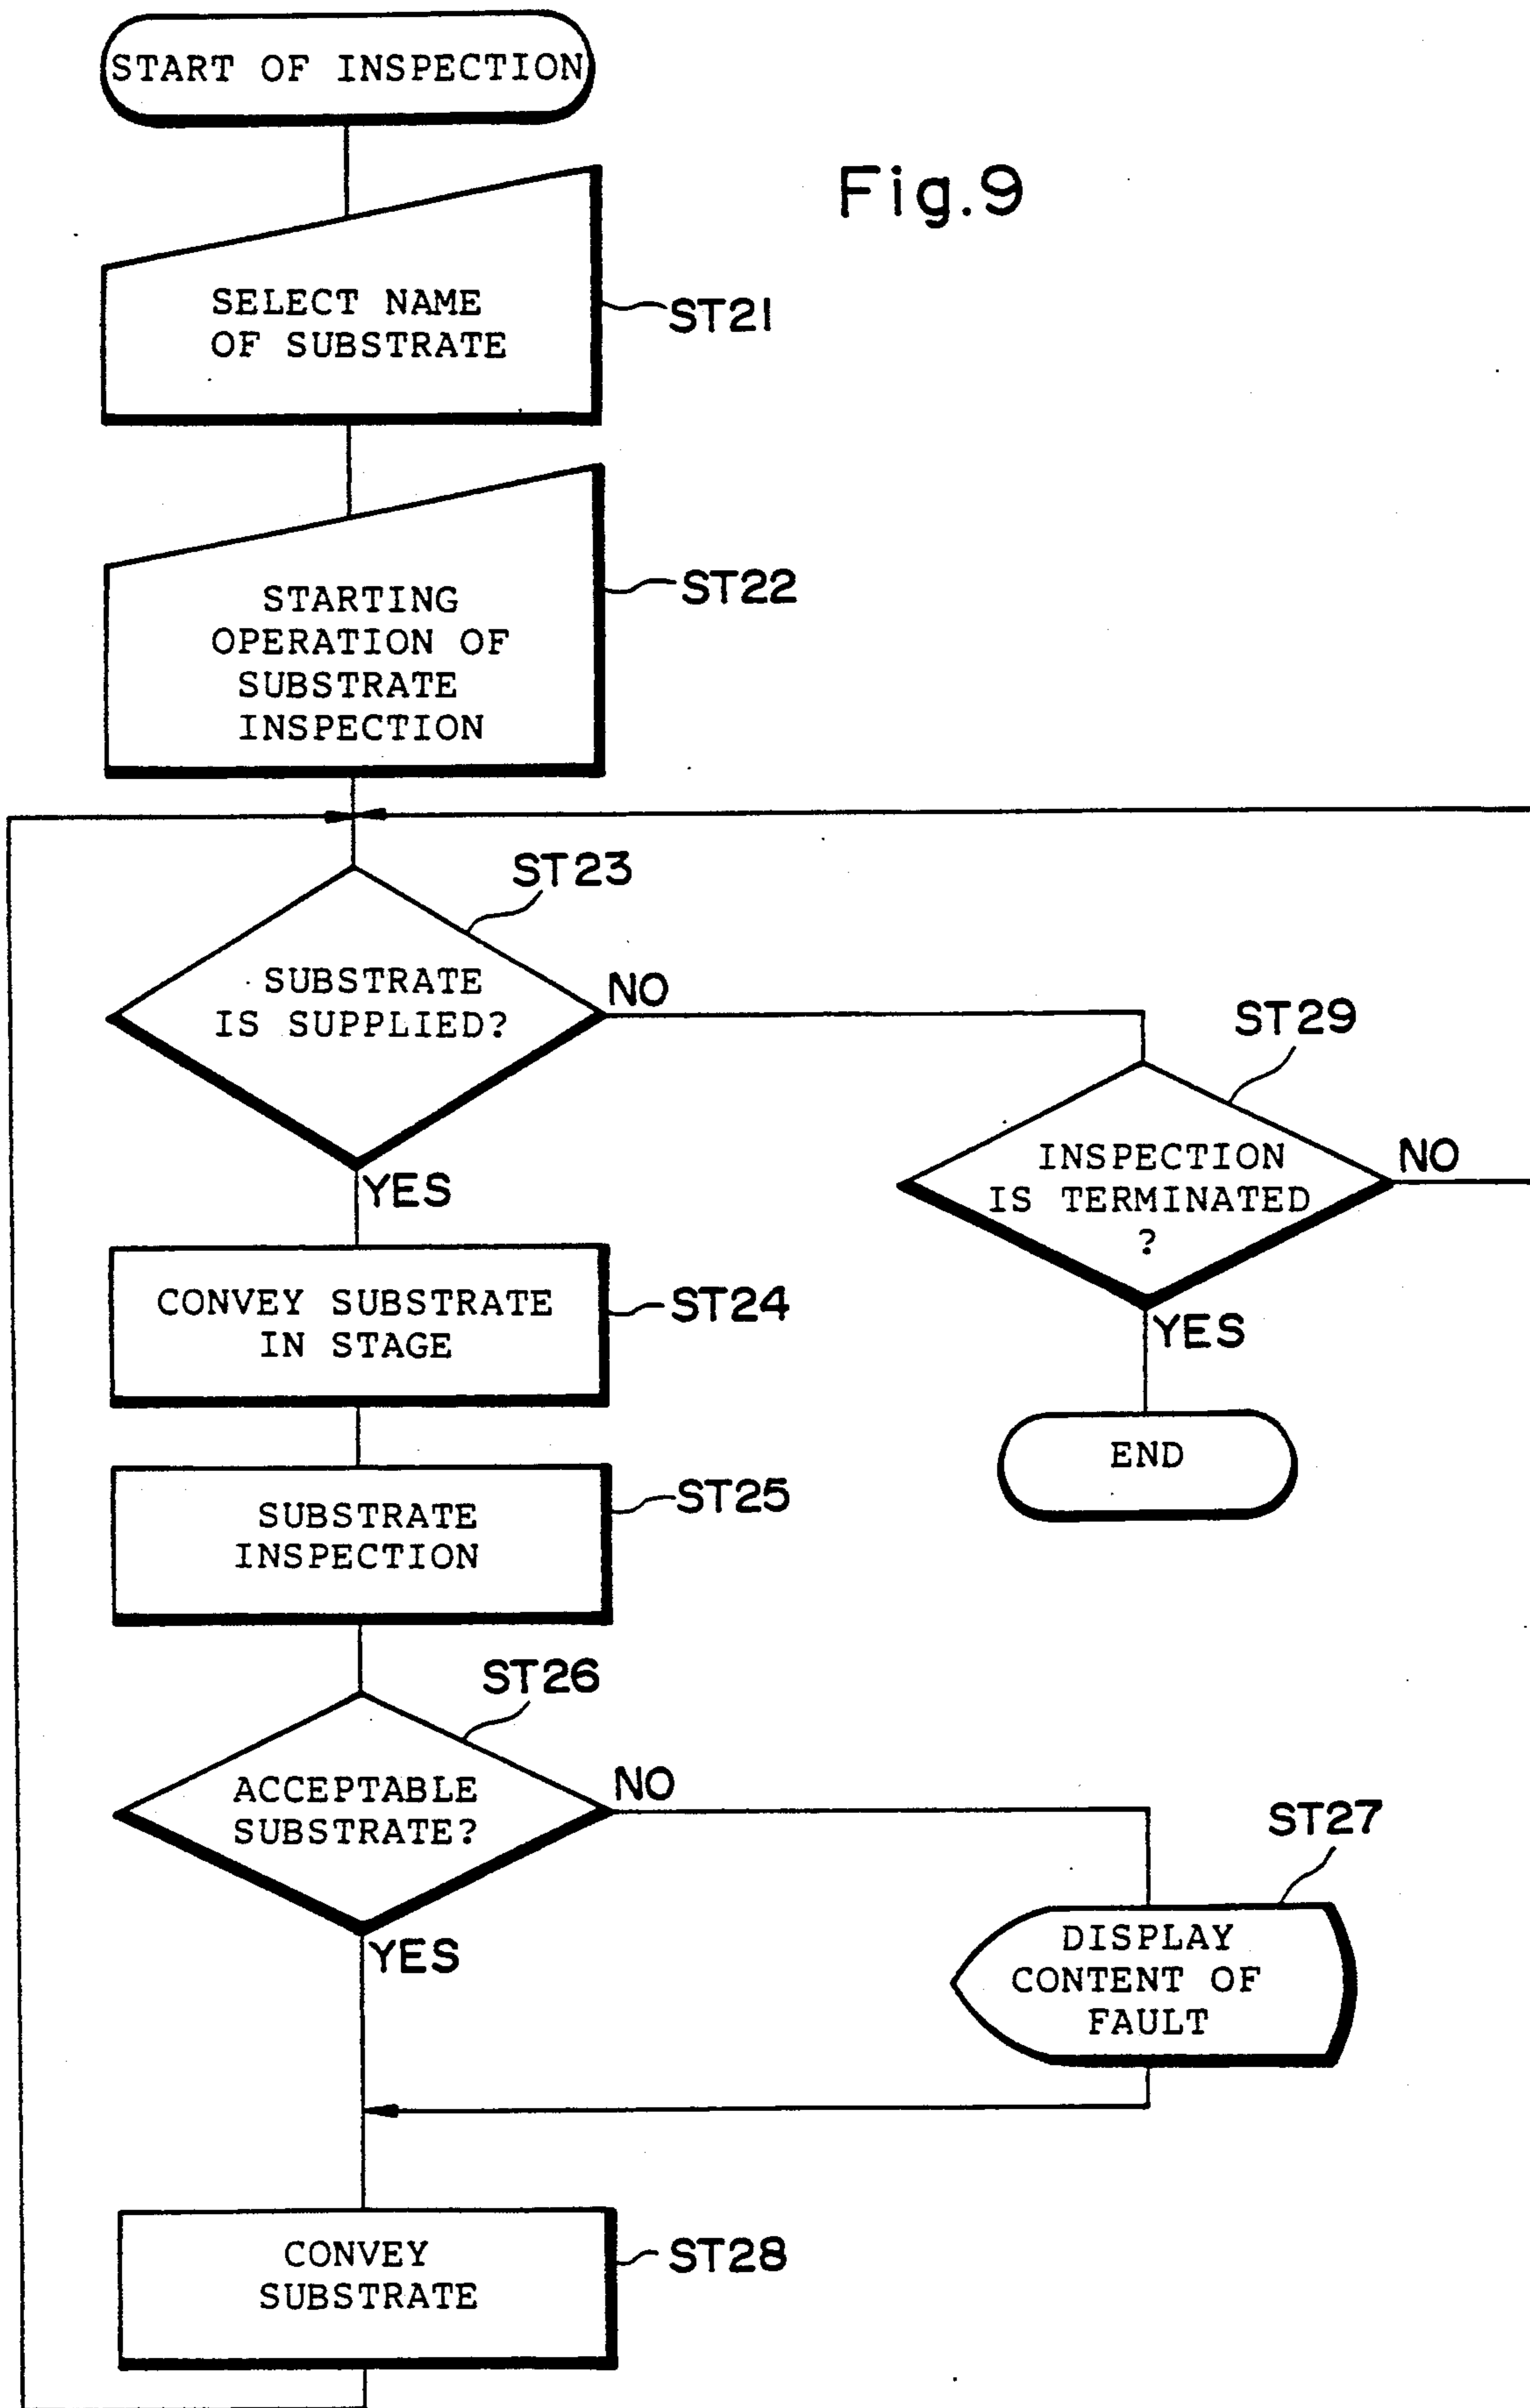 START OF INSPECTION
Fig.9
SELECT NAME
OF SUBSTRATE
ST21
STARTING
OPERATION OF
SUBSTRATE
INSPECTION
ST22
ST23
SUBSTRATE
IS SUPPLIED?
NO
YES
ST29
INSPECTION
IS TERMINATED
?
NO
YES
END
CONVEY SUBSTRATE
IN STAGE
ST24
SUBSTRATE
INSPECTION
ST25
ST26
ACCEPTABLE
SUBSTRATE?
NO
YES
ST27
DISPLAY
CONTENT OF
FAULT
CONVEY
SUBSTRATE
ST28